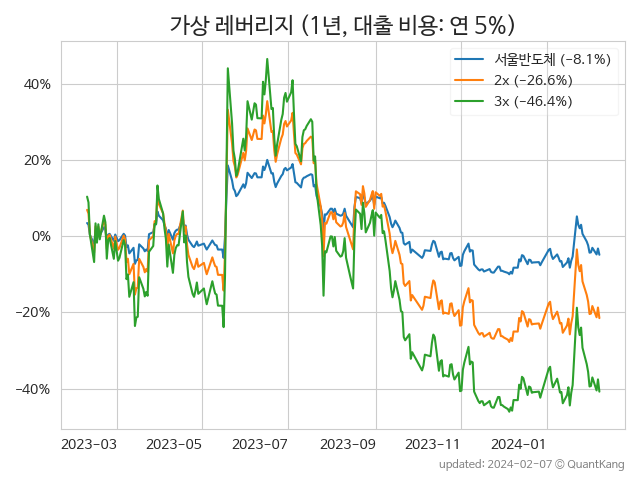 가상 레버리지 (1년, 대출 비용: 연 5%)
서울반도체 (−8.1%)
2x (−26.6%)
3x (−46.4%)
40%
20%
0%
−20%
−40%
2023-03 2023-05 2023-07 2023-09 2023-11 2024-01
updated: 2024-02-07 © QuantKang